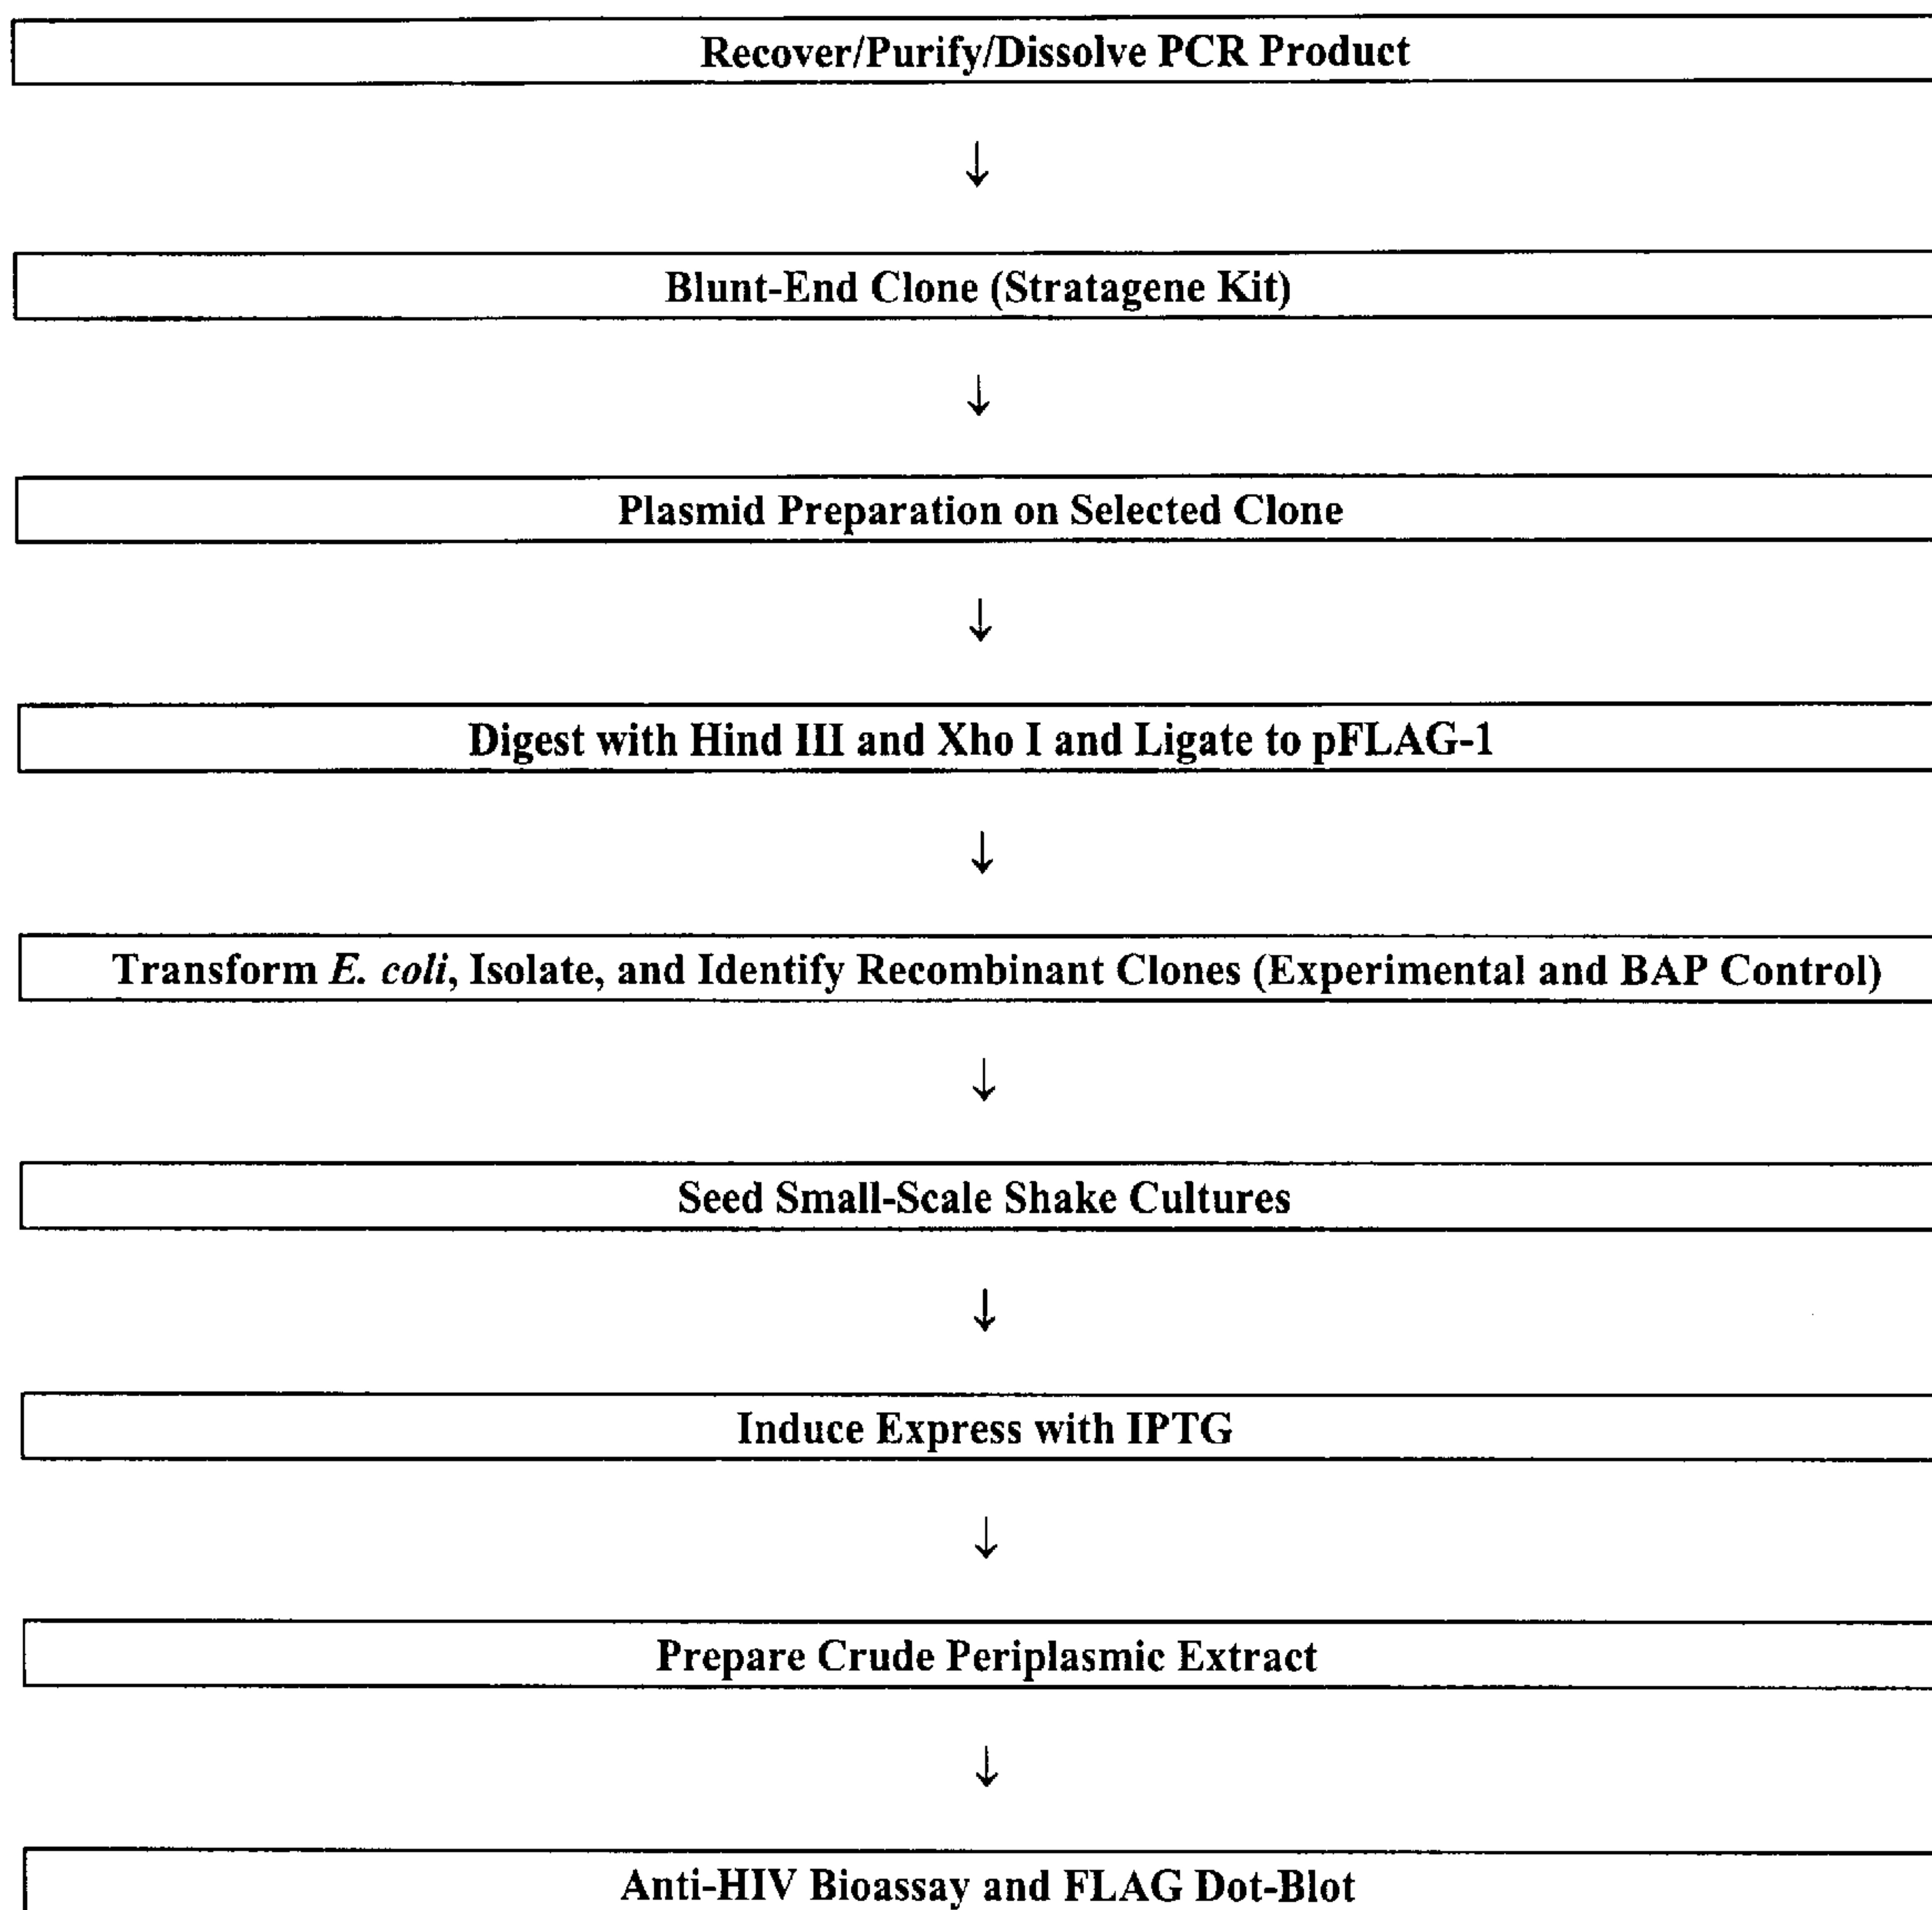 Recover/Purify/Dissolve PCR Product
↓
Blunt-End Clone (Stratagene Kit)
↓
Plasmid Preparation on Selected Clone
↓
Digest with Hind III and Xho I and Ligate to pFLAG-1
↓
Transform E. coli, Isolate, and Identify Recombinant Clones (Experimental and BAP Control)
↓
Seed Small-Scale Shake Cultures
↓
Induce Express with IPTG
↓
Prepare Crude Periplasmic Extract
↓
Anti-HIV Bioassay and FLAG Dot-Blot